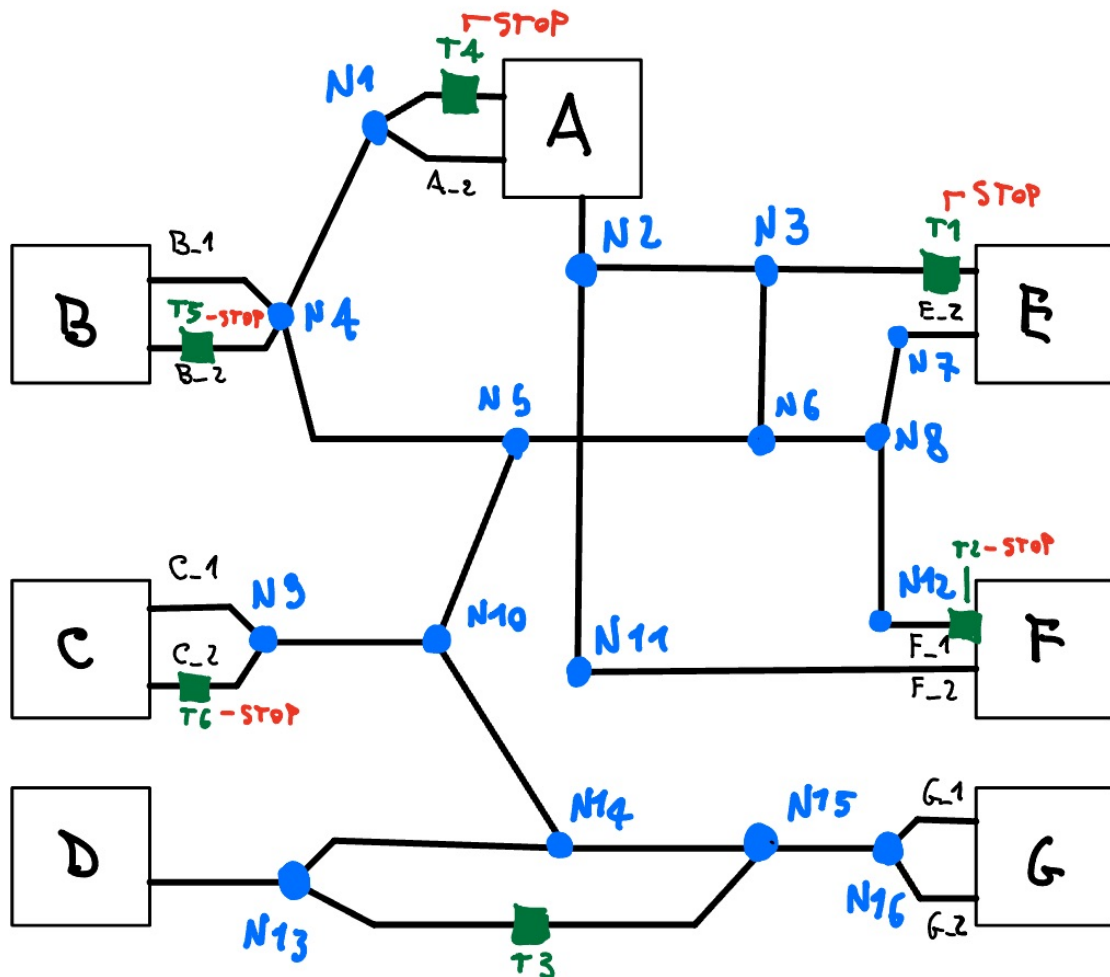 STOP
T4
N1
A
A_2
N2
N3
STOP
T1
E
E_2
B_1
B
T5-STOP
N4
B_2
N7
N5
N6
N8
T2-STOP
C_1
N9
C
N10
N12
N11
F
F_1
C_2
F_2
T6-STOP
N14
N15
G_1
D
G
N13
N16
G_2
T3